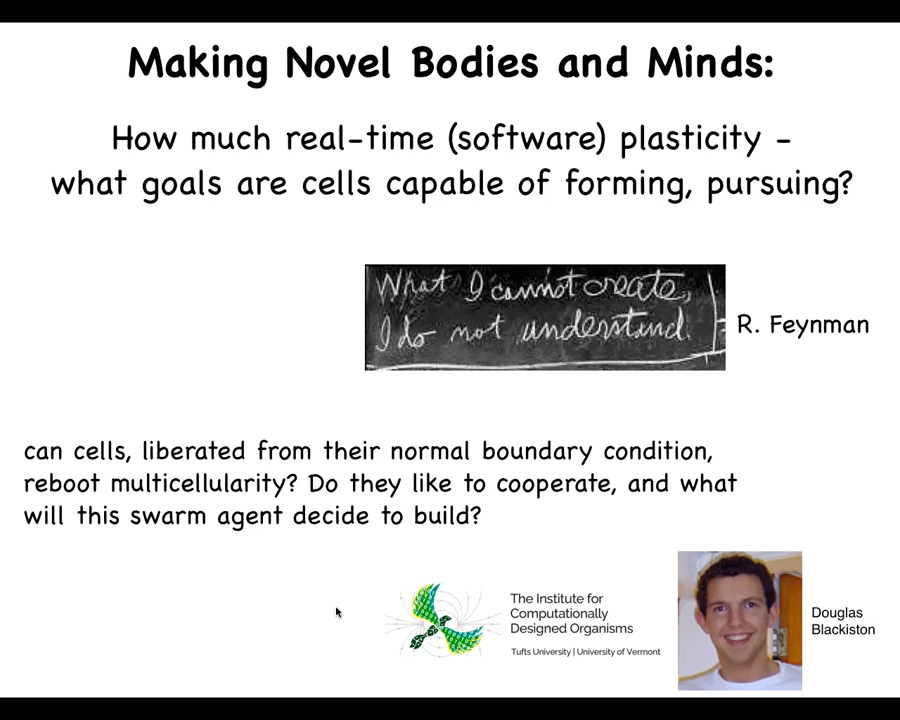 Making Novel Bodies and Minds:
How much real-time (software) plasticity -
what goals are cells capable of forming, pursuing?
What I cannot create,
I do not understand.
R. Feynman
can cells, liberated from their normal boundary condition,
reboot multicellularity? Do they like to cooperate, and what
will this swarm agent decide to build?
The Institute for
Computationally
Designed Organisms
Tufts University | University of Vermont
Douglas
Blackiston